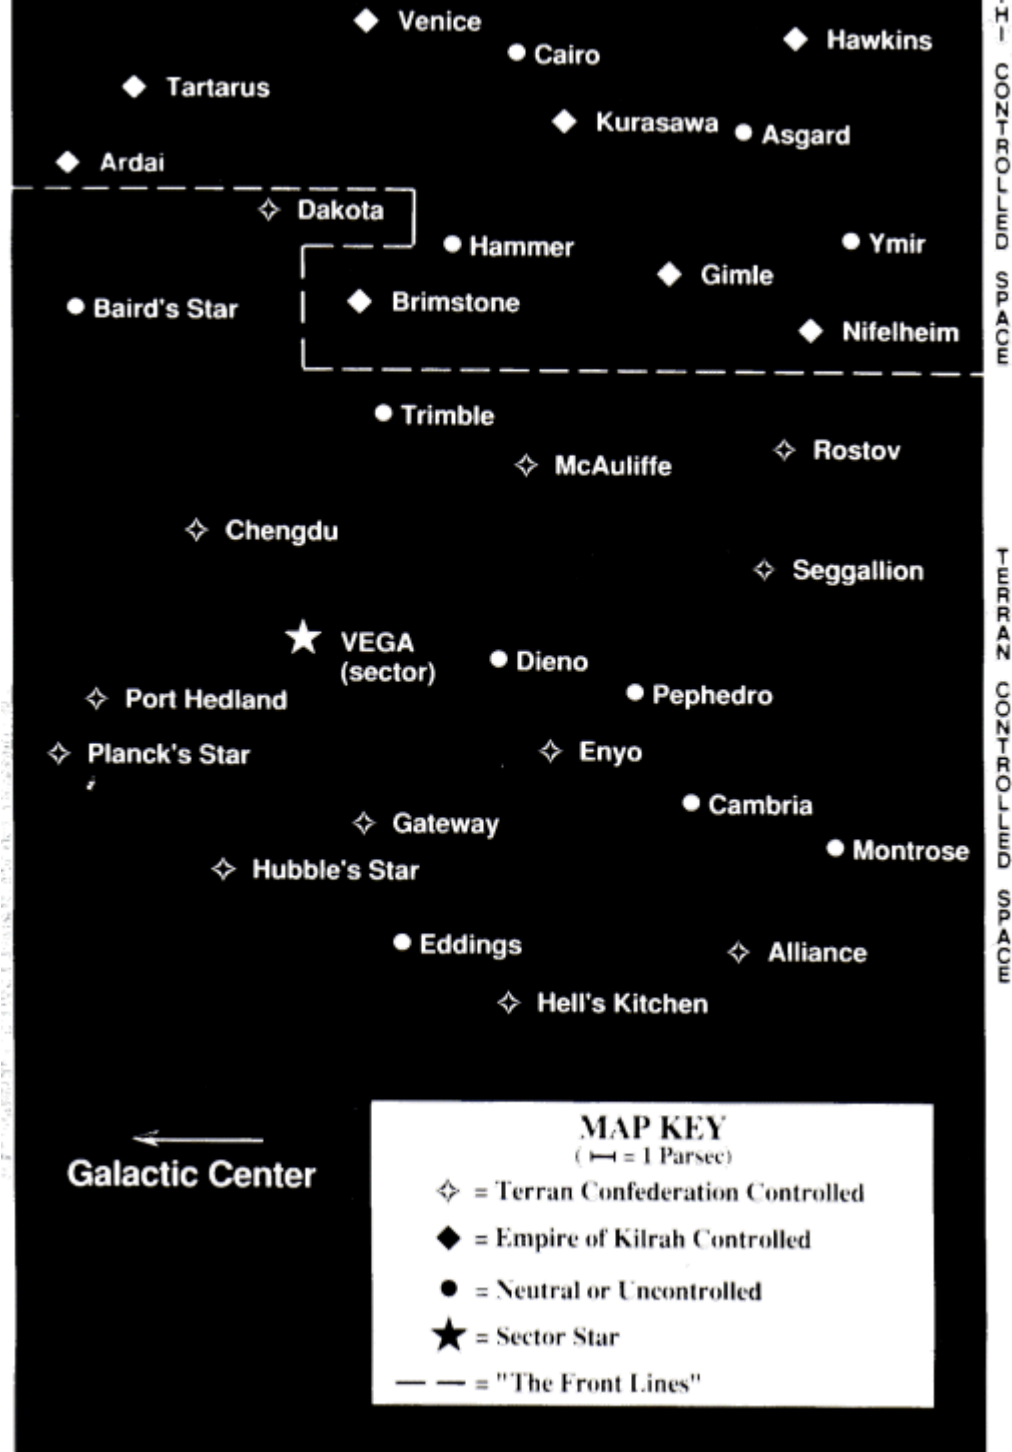 Venice
Cairo
Hawkins
Tartarus
Kurasawa
Asgard
Ardai
Dakota
Hammer
Ymir
Gimle
Baird's Star
Brimstone
Nifelheim
Trimble
McAuliffe
Rostov
Chengdu
Seggallion
VEGA
(sector)
Dieno
Pephedro
Port Hedland
Planck's Star
Enyo
Cambria
Gateway
Montrose
Hubble's Star
Eddings
Alliance
Hell's Kitchen
Galactic Center
MAP KEY
( = 1 Parsec)
= Terran Confederation Controlled
= Empire of Kilrah Controlled
= Neutral or Uncontrolled
= Sector Star
= "The Front Lines"
HI CONTROLLED SPACE
TERRAN CONTROLLED SPACE